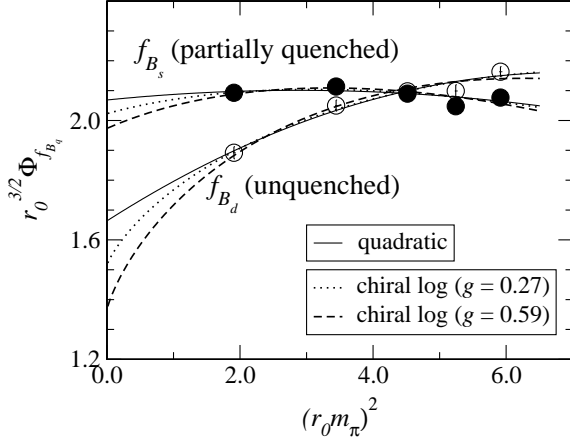 f_{B_s} (partially quenched)
2.0
r_0^{3/2} Φ_{f_{B_q}}
f_{B_d} (unquenched)
1.6
quadratic
chiral log (g = 0.27)
chiral log (g = 0.59)
1.2
0.0 2.0 4.0 6.0
(r_0 m_π)^2